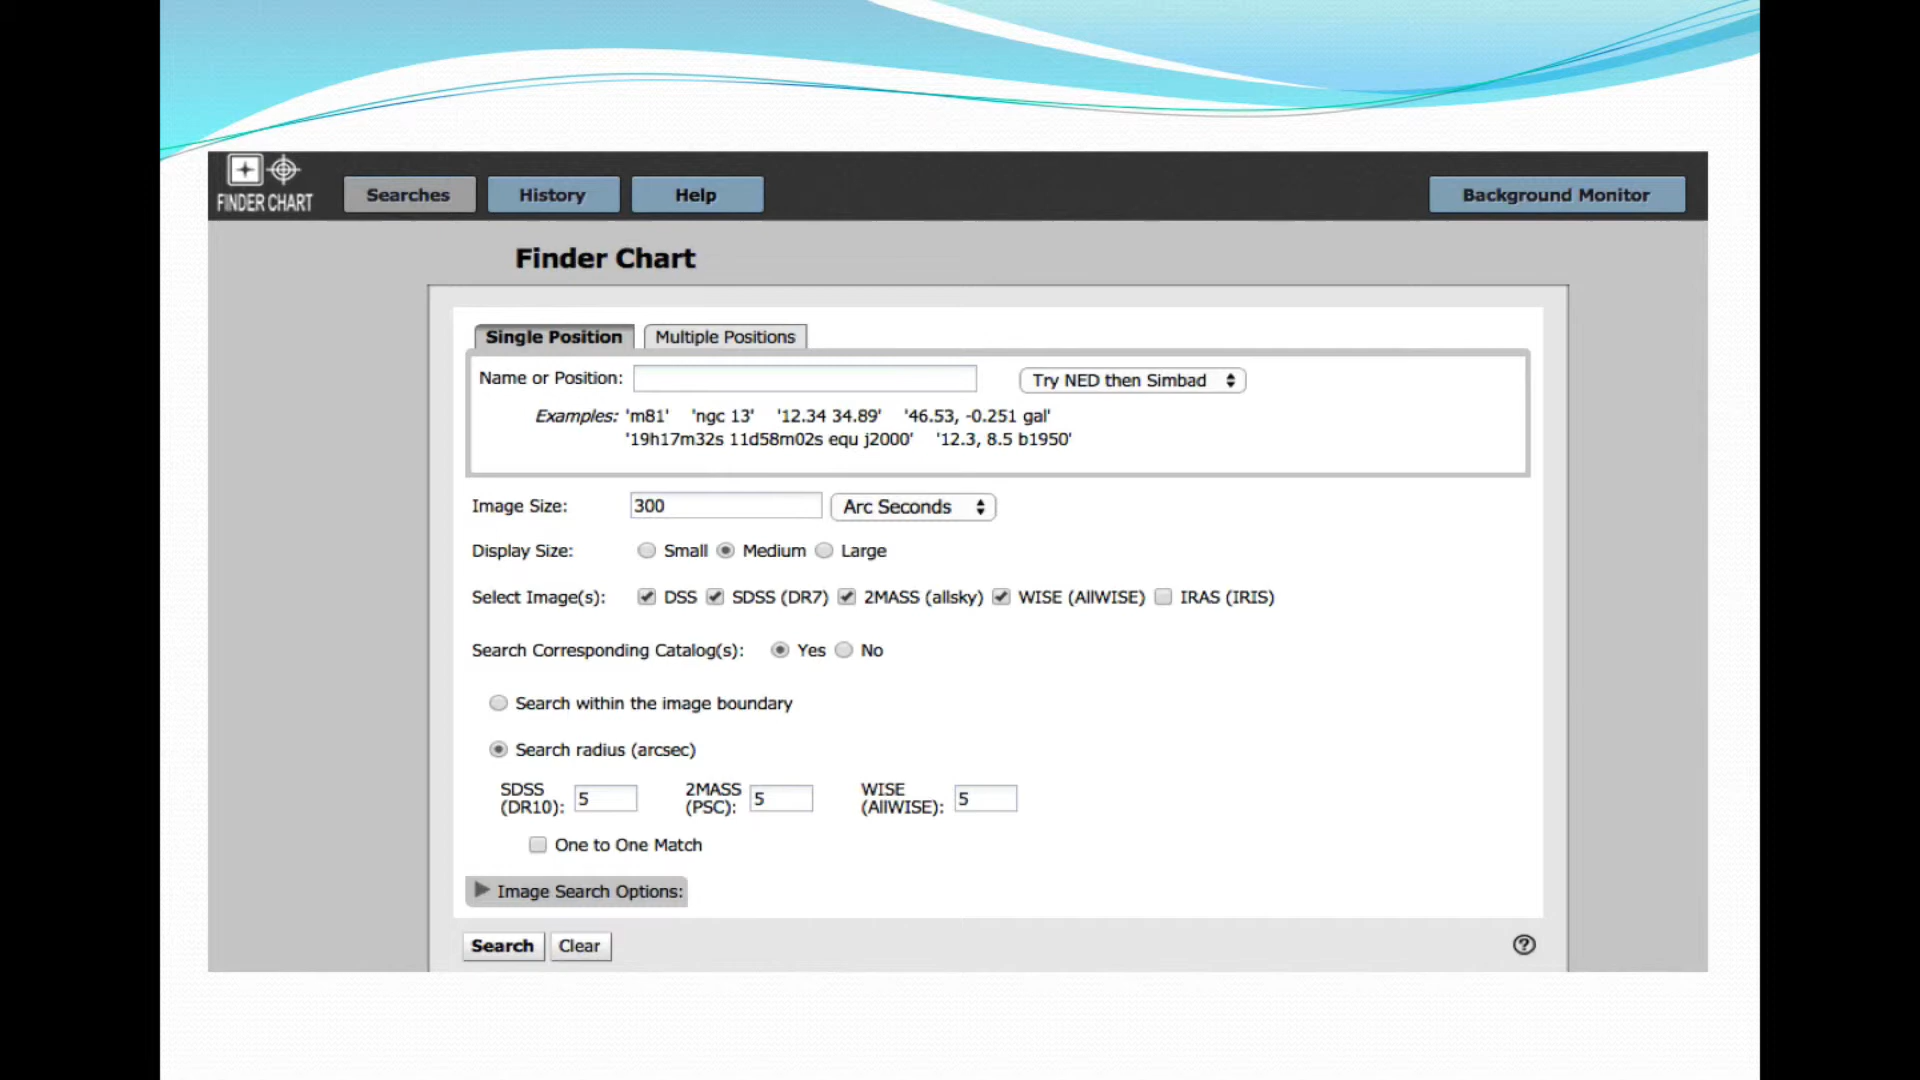 FINDER CHART
Searches
History
Help
Background Monitor
Finder Chart
Single Position
Multiple Positions
Name or Position:
Try NED then Simbad
Examples: 'm81' 'ngc 13' '12.34 34.89' '46.53, -0.251 gal'
'19h17m32s 11d58m02s equ j2000' '12.3, 8.5 b1950'
Image Size: 300 Arc Seconds
Display Size: Small Medium Large
Select Image(s): DSS SDSS (DR7) 2MASS (allsky) WISE (AllWISE) IRAS (IRIS)
Search Corresponding Catalog(s): Yes No
Search within the image boundary
Search radius (arcsec)
SDSS (DR10): 5
2MASS (PSC): 5
WISE (AllWISE): 5
One to One Match
Image Search Options:
Search Clear
?